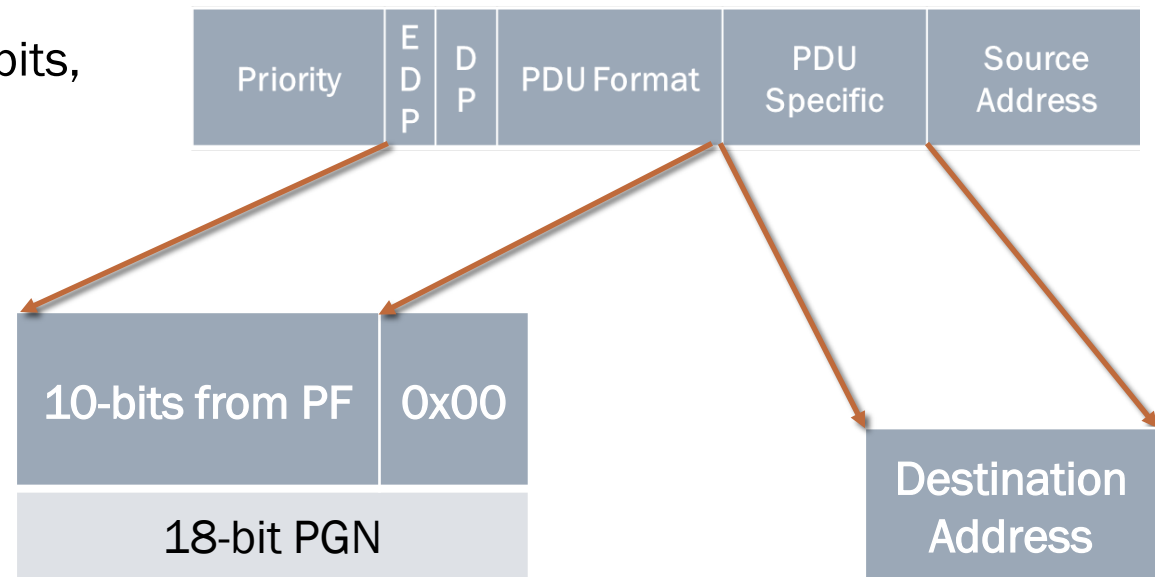 bits,
Priority
E
D
P
D
P
PDU Format
PDU
Specific
Source
Address
10-bits from PF
0x00
18-bit PGN
Destination
Address